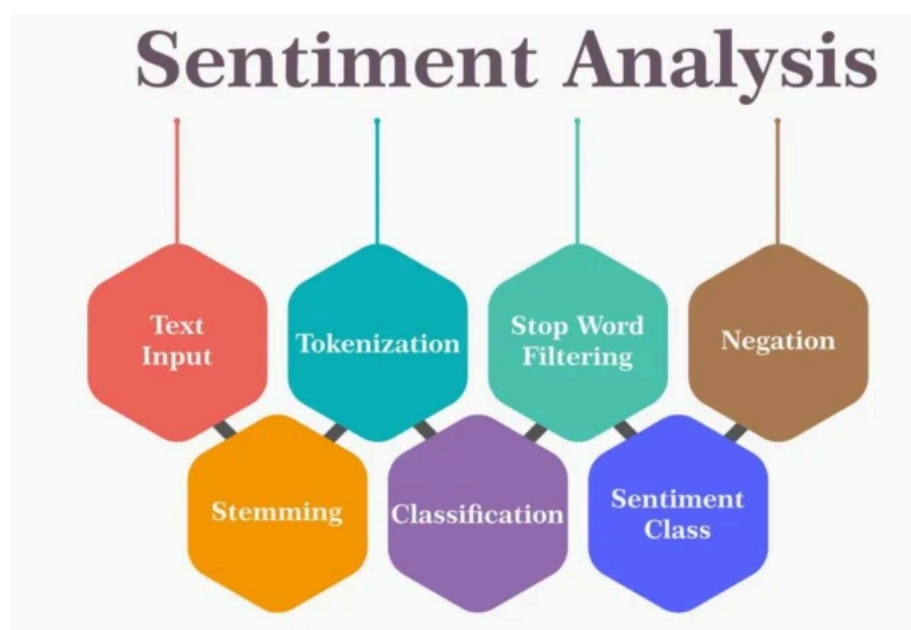 Sentiment Analysis
Text
Input
Tokenization
Stop Word
Filtering
Negation
Stemming
Classification
Sentiment
Class